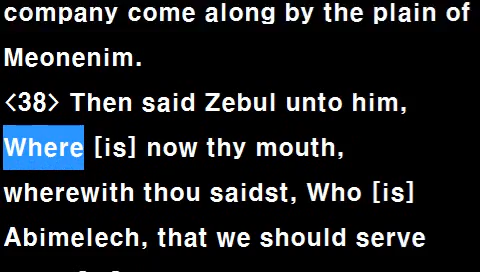 company come along by the plain of
Meonenim.
<38> Then said Zebul unto him,
Where [is] now thy mouth,
wherewith thou saidst, Who [is]
Abimelech, that we should serve